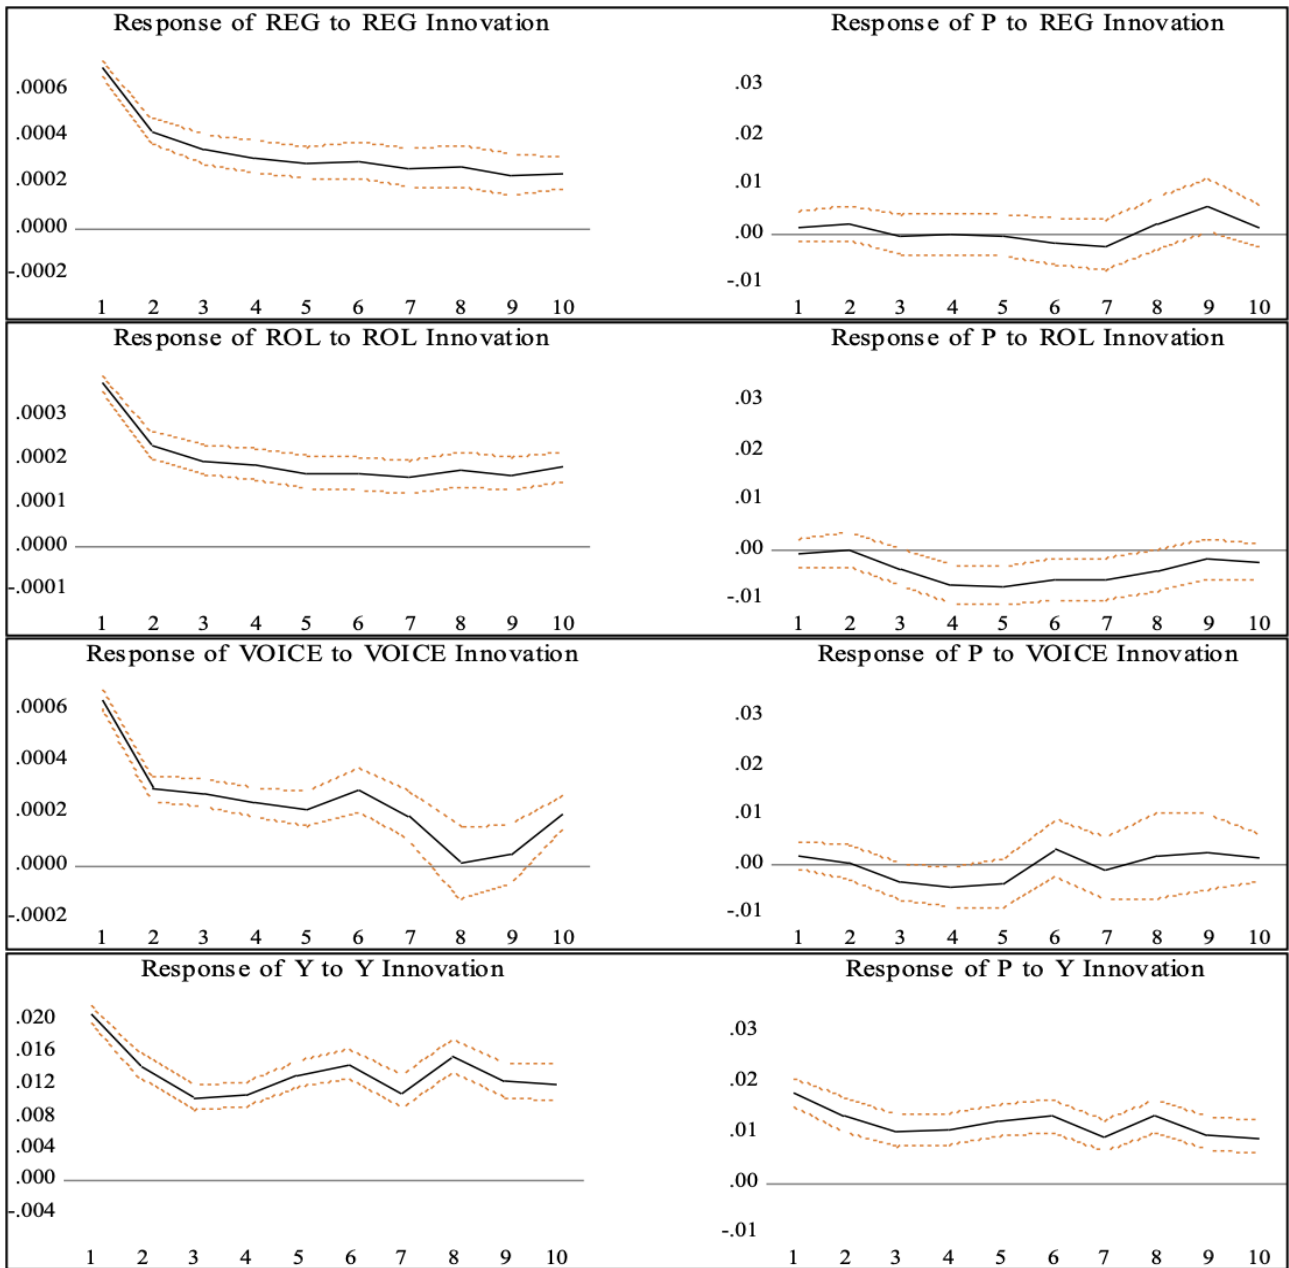 Response of REG to REG Innovation
.0006
.0004
.0002
.0000
-.0002
1 2 3 4 5 6 7 8 9 10
Response of P to REG Innovation
.03
.02
.01
.00
-.01
1 2 3 4 5 6 7 8 9 10
Response of ROL to ROL Innovation
.0003
.0002
.0001
.0000
-.0001
1 2 3 4 5 6 7 8 9 10
Response of P to ROL Innovation
.03
.02
.01
.00
-.01
1 2 3 4 5 6 7 8 9 10
Response of VOICE to VOICE Innovation
.0006
.0004
.0002
.0000
-.0002
1 2 3 4 5 6 7 8 9 10
Response of P to VOICE Innovation
.03
.02
.01
.00
-.01
1 2 3 4 5 6 7 8 9 10
Response of Y to Y Innovation
.020
.016
.012
.008
.004
.000
-.004
1 2 3 4 5 6 7 8 9 10
Response of P to Y Innovation
.03
.02
.01
.00
-.01
1 2 3 4 5 6 7 8 9 10